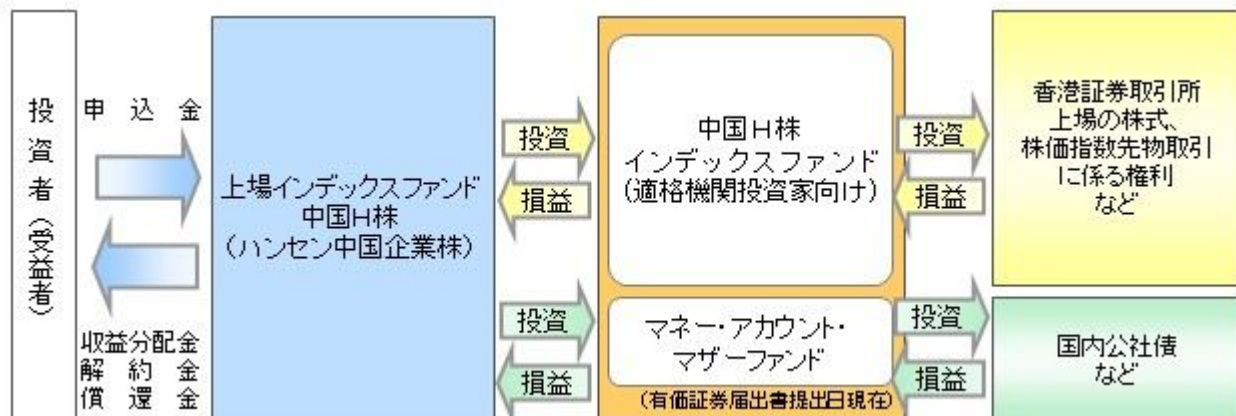 投資者(受益者)
申込金
収益分配金
解約金
償還金
上場インデックスファンド
中国H株
(ハンセン中国企業株)
投資
損益
投資
損益
中国H株
インデックスファンド
(適格機関投資家向け)
マネー・アカウント・
マザーファンド
(有価証券届出書提出日現在)
投資
損益
投資
損益
香港証券取引所
上場の株式、
株価指数先物取引
に係る権利
など
国内公社債
など